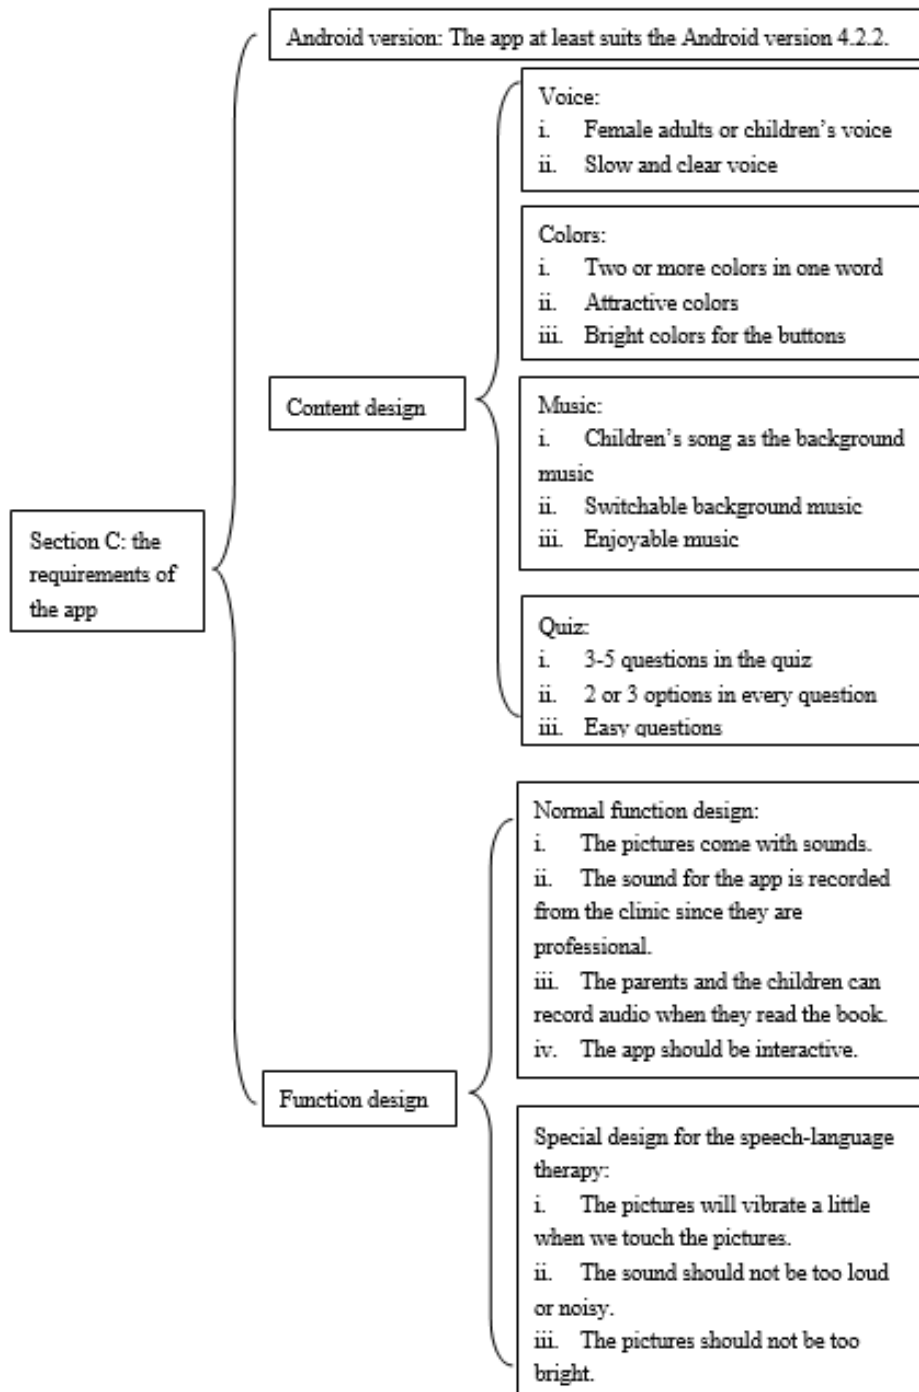 Android version: The app at least suits the Android version 4.2.2.
Voice:
i. Female adults or children's voice
ii. Slow and clear voice
Colors:
i. Two or more colors in one word
ii. Attractive colors
iii. Bright colors for the buttons
Content design
Music:
i. Children's song as the background
music
ii. Switchable background music
iii. Enjoyable music
Section C: the
requirements of
the app
Quiz:
i. 3-5 questions in the quiz
ii. 2 or 3 options in every question
iii. Easy questions
Normal function design:
i. The pictures come with sounds.
ii. The sound for the app is recorded
from the clinic since they are
professional.
iii. The parents and the children can
record audio when they read the book.
iv. The app should be interactive.
Function design
Special design for the speech-language
therapy:
i. The pictures will vibrate a little
when we touch the pictures.
ii. The sound should not be too loud
or noisy.
iii. The pictures should not be too
bright.